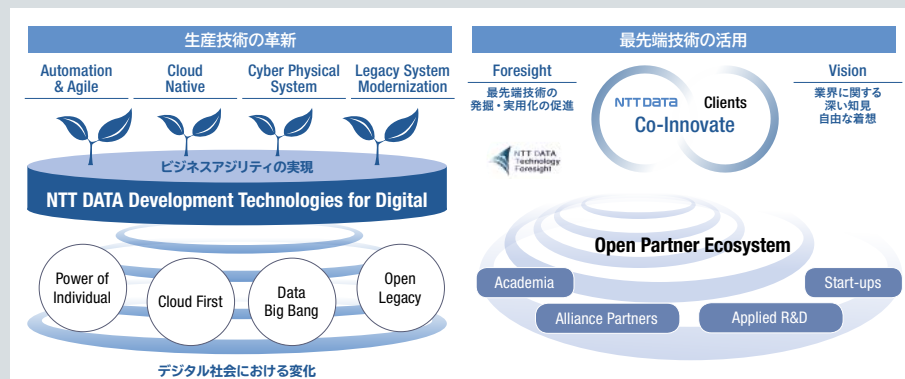 生産技術の革新
Automation
& Agile
Cloud
Native
Cyber Physical
System
Legacy System
Modernization
ビジネスアジリティの実現
NTT DATA Development Technologies for Digital
Power of
Individual
Cloud First
Data
Big Bang
Open
Legacy
デジタル社会における変化
最先端技術の活用
Foresight
最先端技術の
発掘・実用化の促進
NTT DATA
Technology
Foresight
NTT DATA
Clients
Co-Innovate
Vision
業界に関する
深い知見
自由な着想
Open Partner Ecosystem
Academia
Alliance Partners
Applied R&D
Start-ups